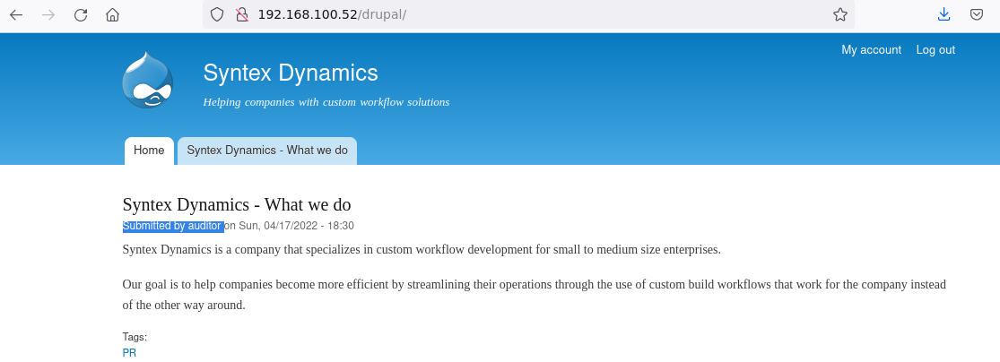 192.168.100.52/drupal/
My account Log out
Syntex Dynamics
Helping companies with custom workflow solutions
Home Syntex Dynamics - What we do
Syntex Dynamics - What we do
Submitted by auditor on Sun, 04/17/2022 - 18:30
Syntex Dynamics is a company that specializes in custom workflow development for small to medium size enterprises.
Our goal is to help companies become more efficient by streamlining their operations through the use of custom build workflows that work for the company instead
of the other way around.
Tags:
PR